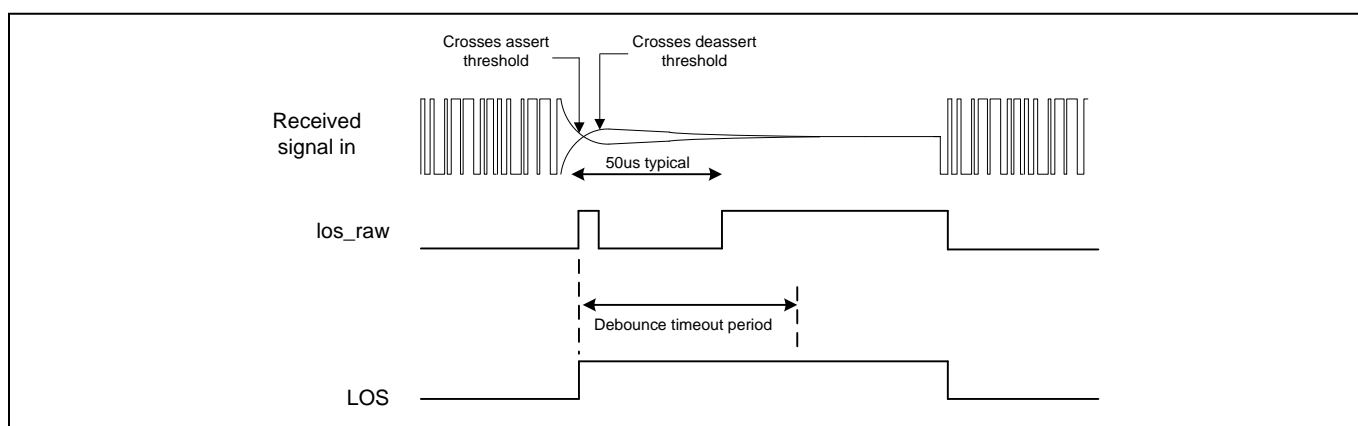 Crosses assert
threshold
Crosses deassert
threshold
Received
signal in
50us typical
los_raw
Debounce timeout period
LOS